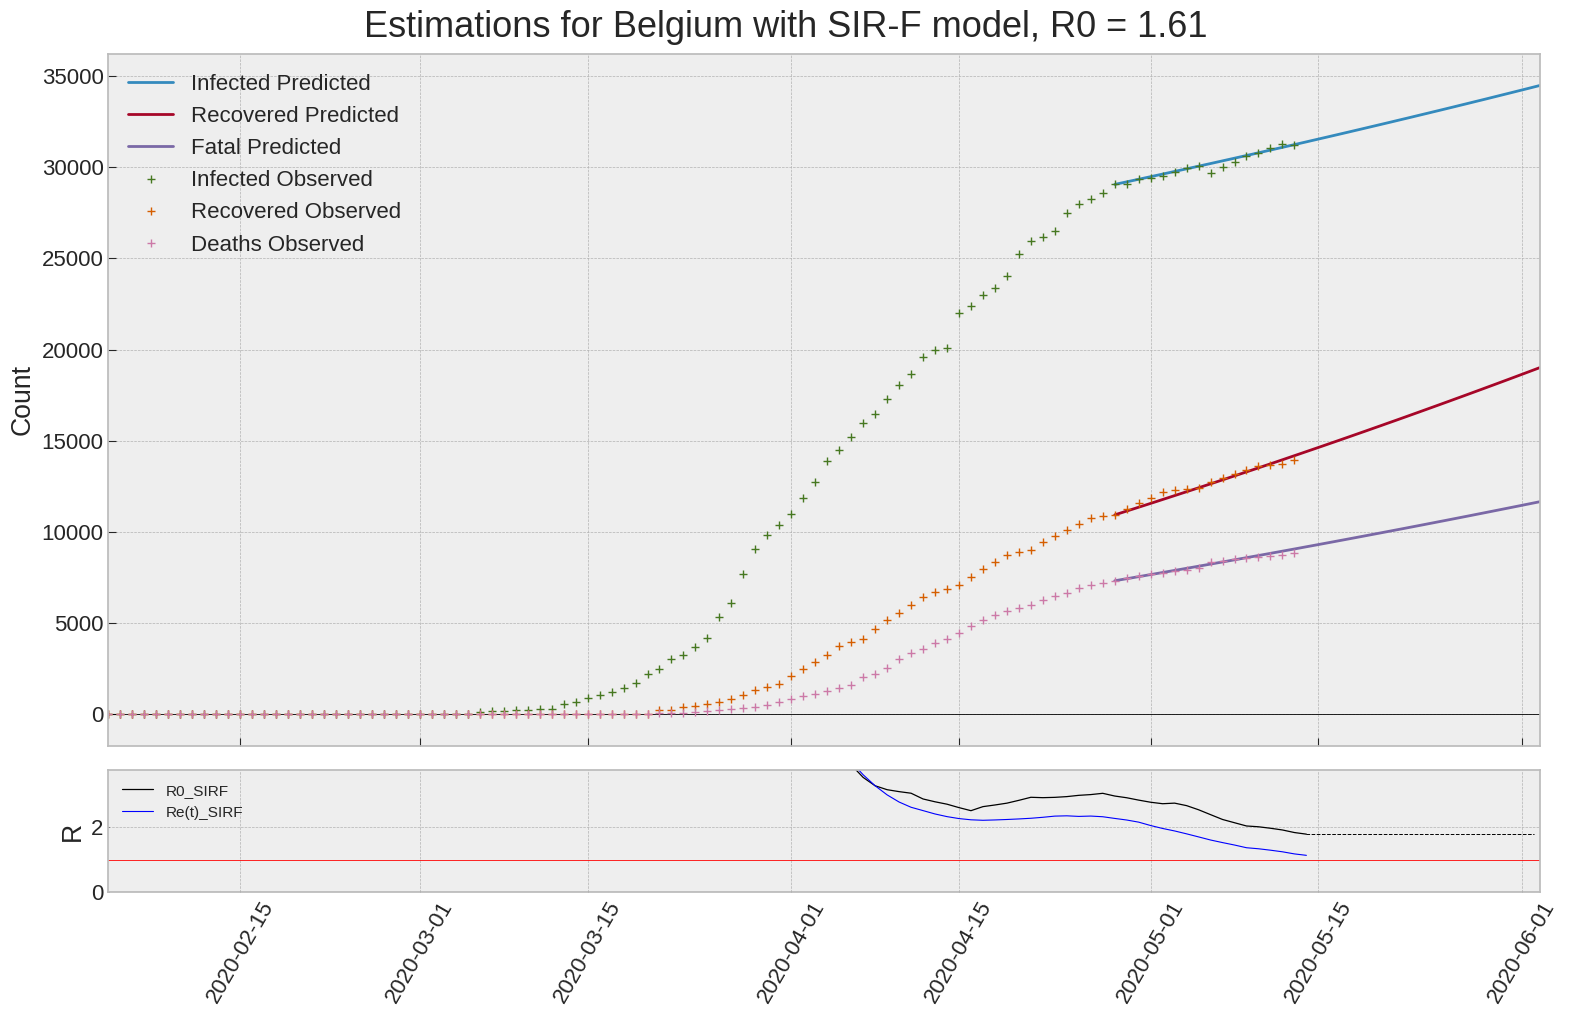 Estimations for Belgium with SIR-F model, R0 = 1.61
35000
30000
25000
20000
15000
10000
5000
0
Count
Infected Predicted
Recovered Predicted
Fatal Predicted
Infected Observed
Recovered Observed
Deaths Observed
R0_SIRF
Re(t)_SIRF
2
0
R
2020-02-15
2020-03-01
2020-03-15
2020-04-01
2020-04-15
2020-05-01
2020-05-15
2020-06-01